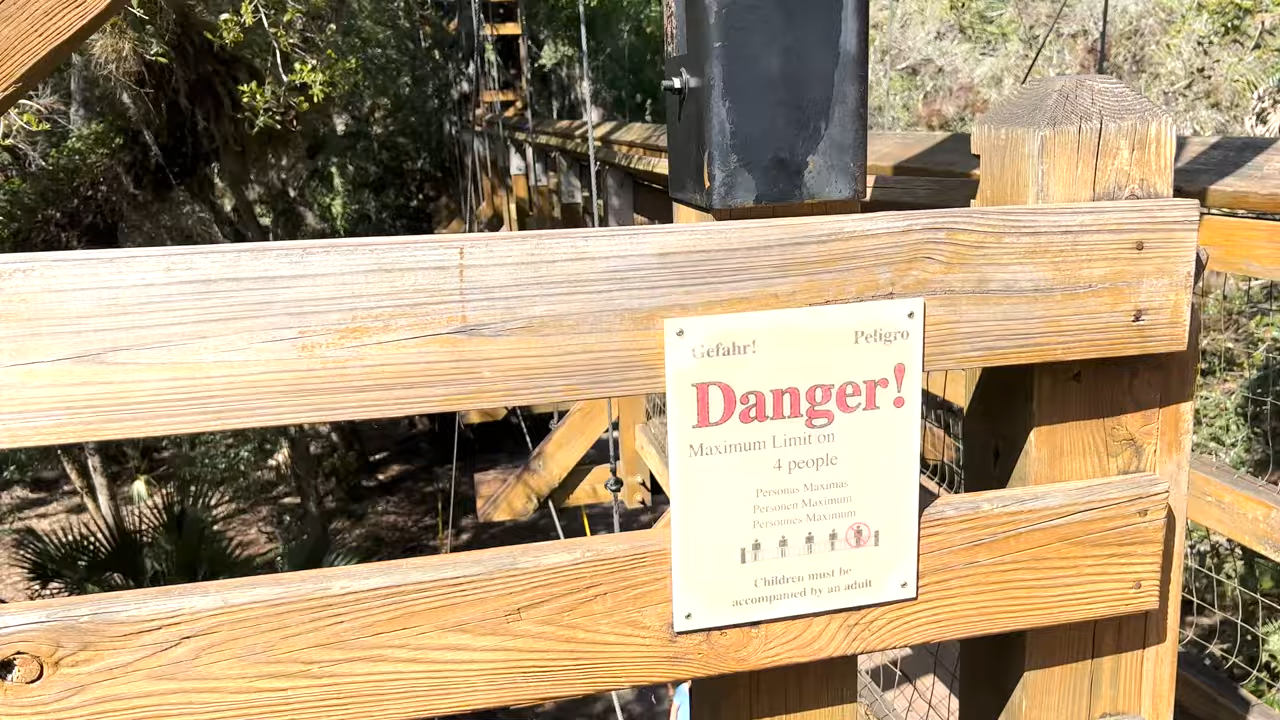 Gefahr! Peligro
Danger!
Maximum Limit on
4 people
Personas Maximas
Personen Maximum
Personnes Maximum
Children must be
accompanied by an adult